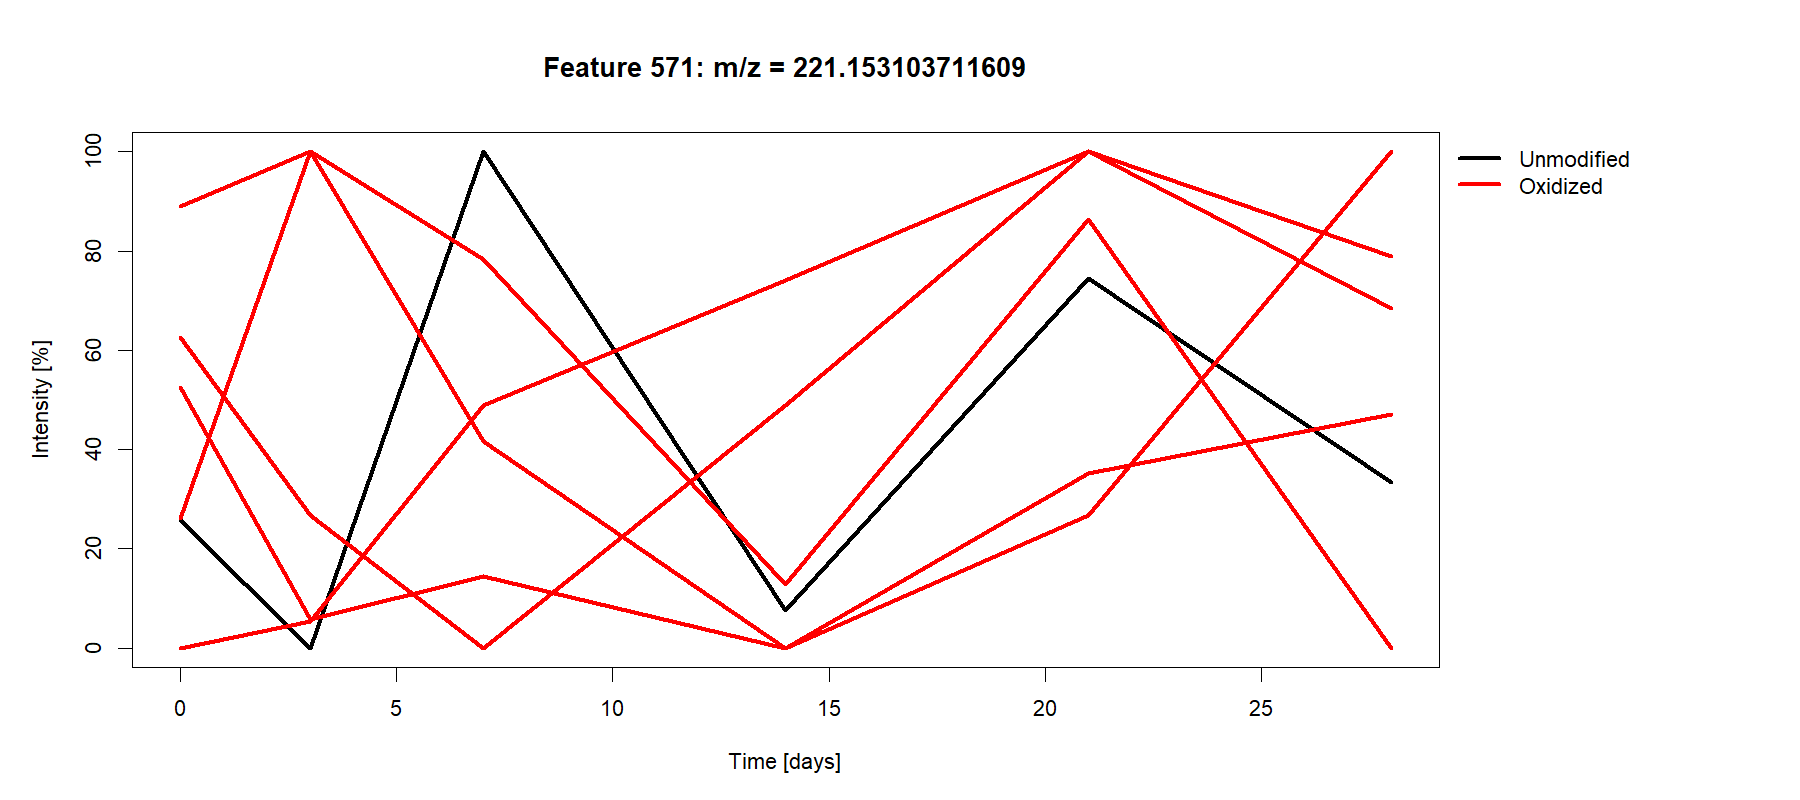 Feature 571: m/z = 221.153103711609
Unmodified
Oxidized
Intensity [%]
100
80
60
40
20
0
0 5 10 15 20 25
Time [days]